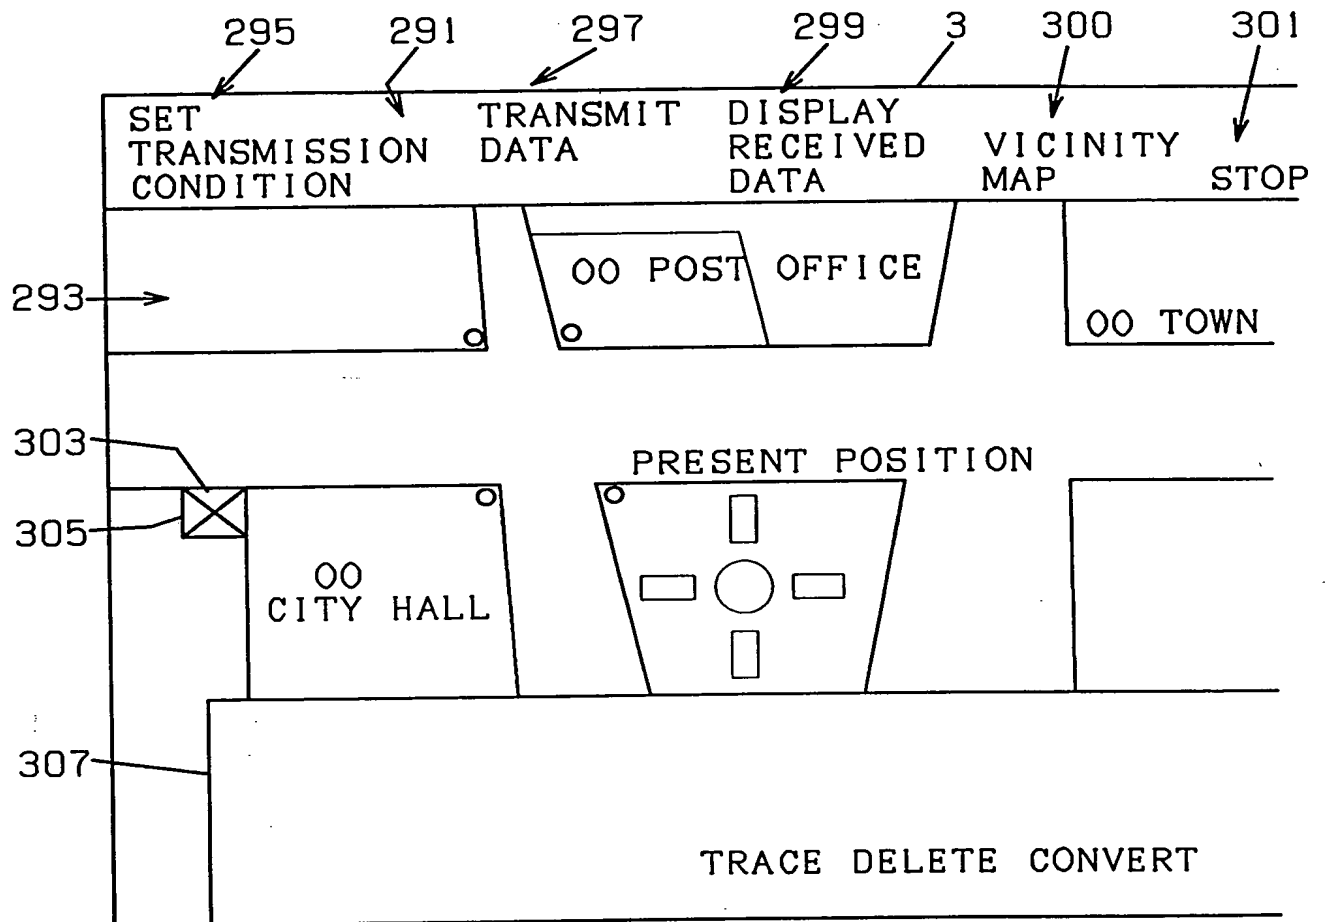 295 291 297 299 3 300 301
SET
TRANSMISSION
CONDITION
TRANSMIT
DATA
DISPLAY
RECEIVED
DATA
VICINITY
MAP
STOP
OO POST OFFICE
293
OO TOWN
303
PRESENT POSITION
305
OO
CITY HALL
307
TRACE DELETE CONVERT